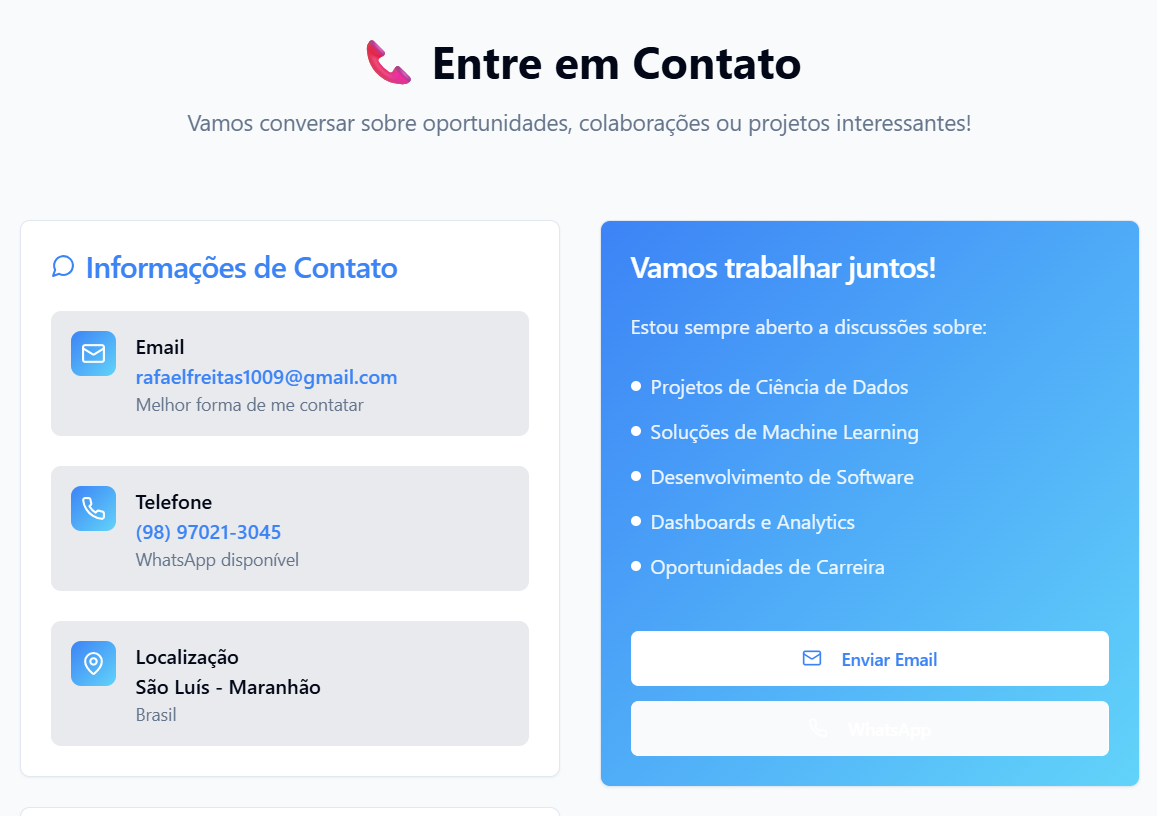 Entre em Contato
Vamos conversar sobre oportunidades, colaborações ou projetos interessantes!
Informações de Contato
Email
rafaelfreitas1009@gmail.com
Melhor forma de me contatar
Telefone
(98) 97021-3045
WhatsApp disponível
Localização
São Luís - Maranhão
Brasil
Vamos trabalhar juntos!
Estou sempre aberto a discussões sobre:
Projetos de Ciência de Dados
Soluções de Machine Learning
Desenvolvimento de Software
Dashboards e Analytics
Oportunidades de Carreira
Enviar Email
WhatsApp